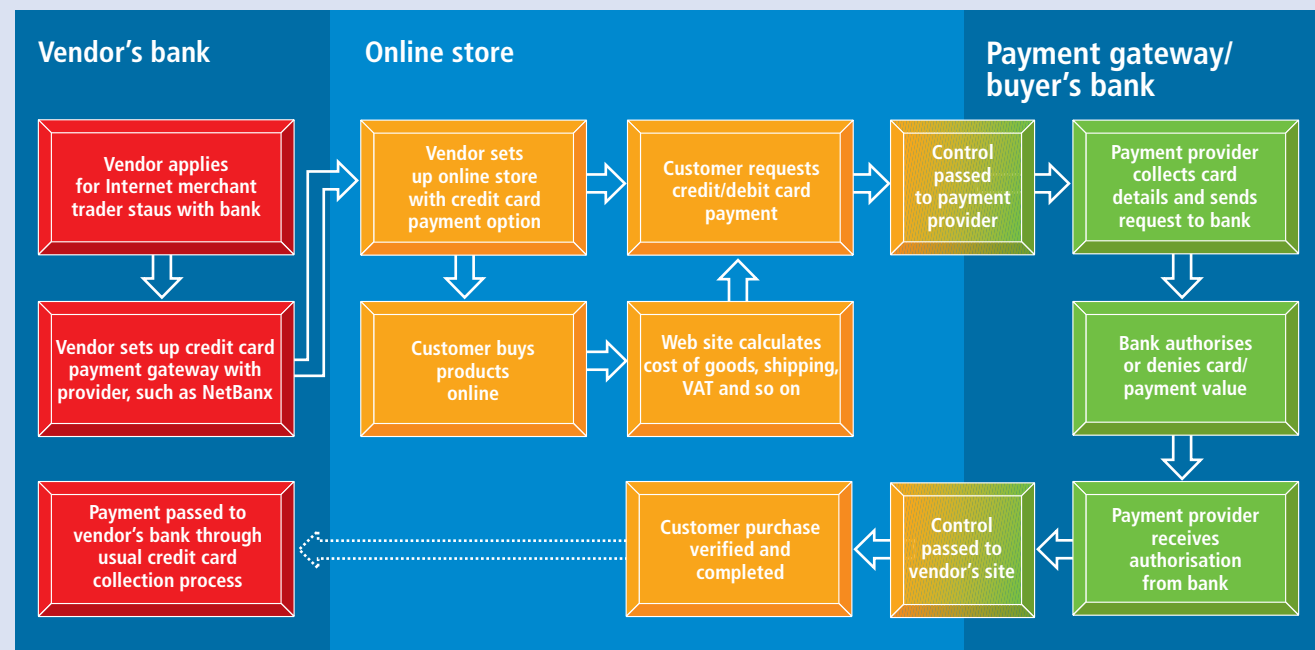 Vendor's bank
Online store
Payment gateway/
buyer's bank
Vendor applies
for Internet merchant
trader staus with bank
Vendor sets
up online store
with credit card
payment option
Customer requests
credit/debit card
payment
Control
passed
to payment
provider
Payment provider
collects card
details and sends
request to bank
Vendor sets up credit card
payment gateway with
provider, such as NetBanx
Customer buys
products
online
Web site calculates
cost of goods, shipping,
VAT and so on
Bank authorises
or denies card/
payment value
Payment passed to
vendor's bank through
usual credit card
collection process
Customer purchase
verified and
completed
Control
passed to
vendor's site
Payment provider
receives
authorisation
from bank